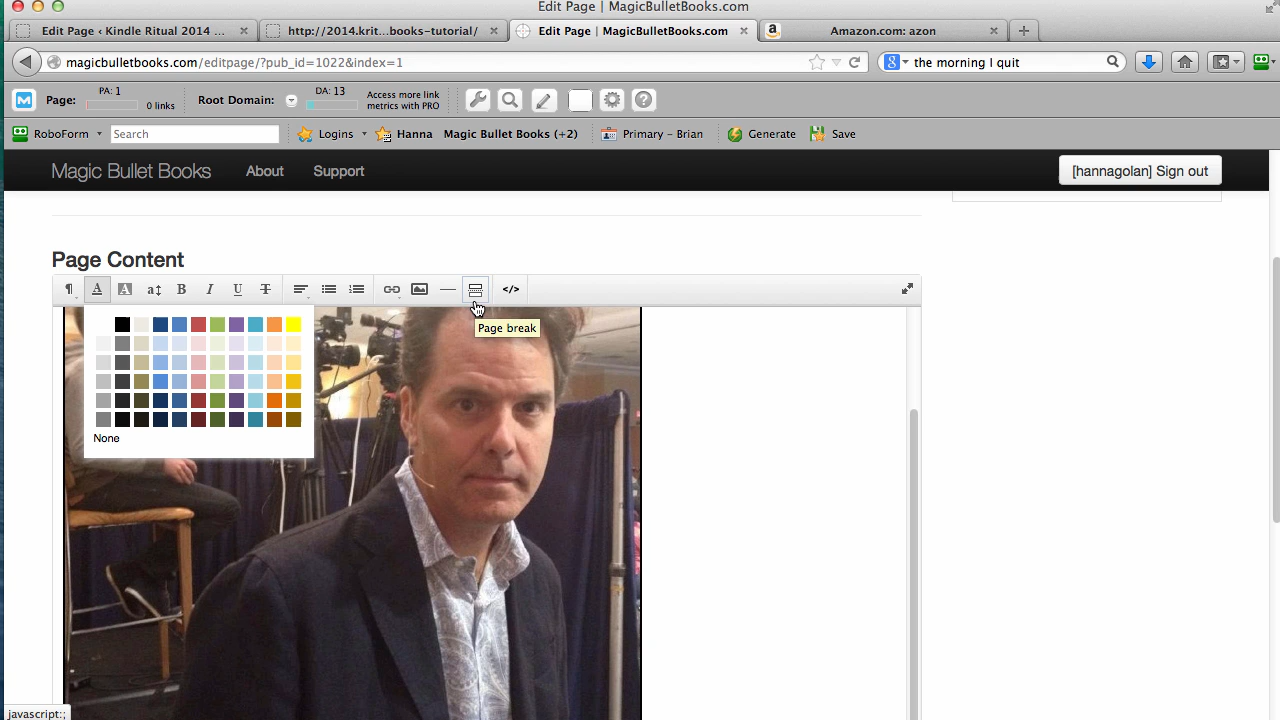 Edit Page | MagicBulletBooks.com
Edit Page ‹ Kindle Ritual 2014 ...
http://2014.krit...books-tutorial/
Edit Page | MagicBulletBooks.com
Amazon.com: azon
magicbulletbooks.com/editpage/?pub_id=1022&index=1
the morning I quit
Page:
PA: 1
0 links
Root Domain:
DA: 13
Access more link
metrics with PRO
RoboForm
Search
Logins
Hanna
Magic Bullet Books (+2)
Primary - Brian
Generate
Save
Magic Bullet Books
About
Support
[hannagolan] Sign out
Page Content
¶ A A a B I U T </>
Page break
None
javascript:;